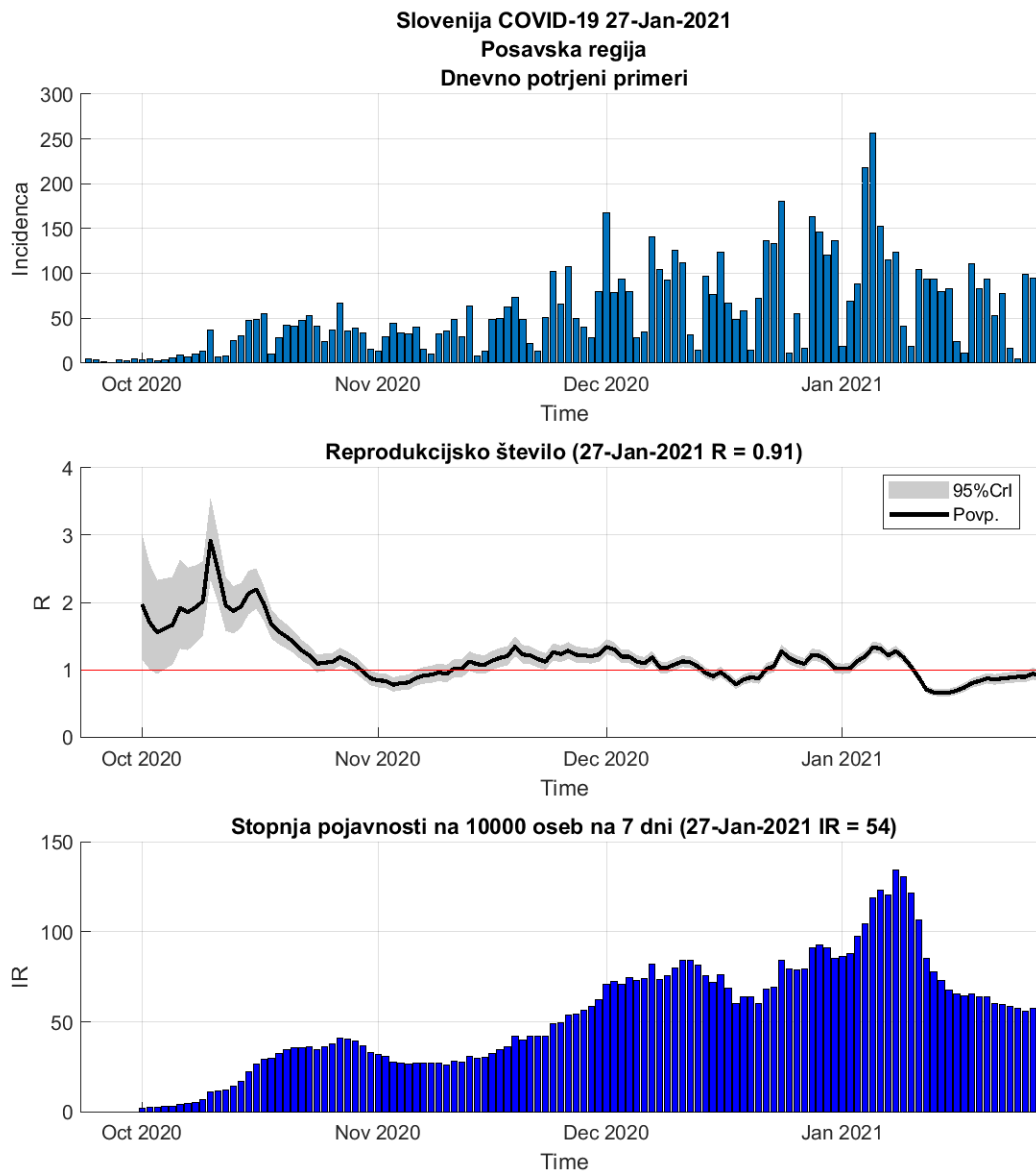 Slovenija COVID-19 27-Jan-2021
Posavska regija
Dnevno potrjeni primeri
300
250
200
150
100
50
0
Incidenca
Oct 2020
Nov 2020
Dec 2020
Jan 2021
Time
Reprodukcijsko število (27-Jan-2021 R = 0.91)
4
3
2
1
0
R
95%CrI
Povp.
Oct 2020
Nov 2020
Dec 2020
Jan 2021
Time
Stopnja pojavnosti na 10000 oseb na 7 dni (27-Jan-2021 IR = 54)
150
100
50
0
IR
Oct 2020
Nov 2020
Dec 2020
Jan 2021
Time